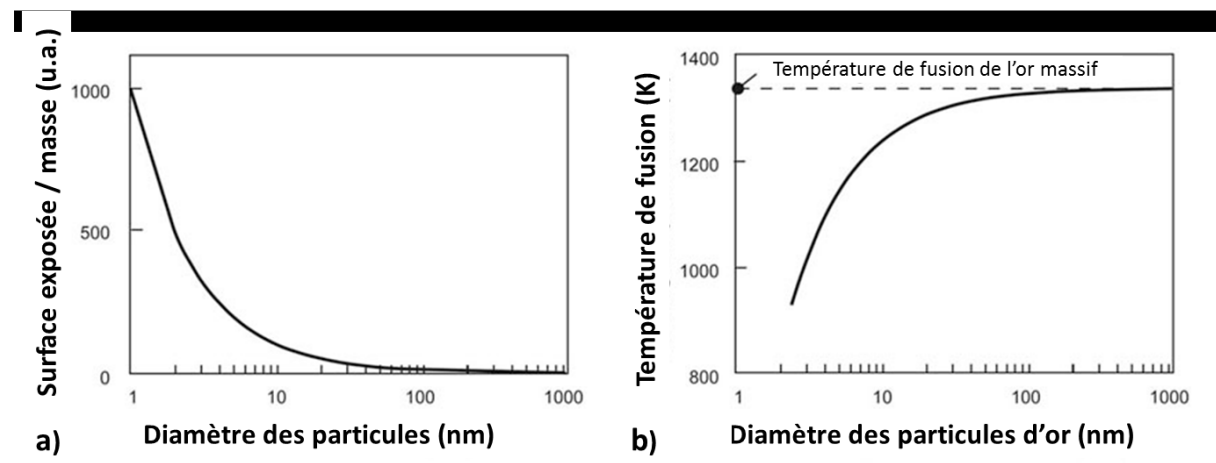 Surface exposée / masse (u.a.)
1000
500
0
1
10
100
1000
Diamètre des particules (nm)
a)
Température de fusion (K)
1400
1200
1000
800
Température de fusion de l’or massif
1
10
100
1000
Diamètre des particules d’or (nm)
b)